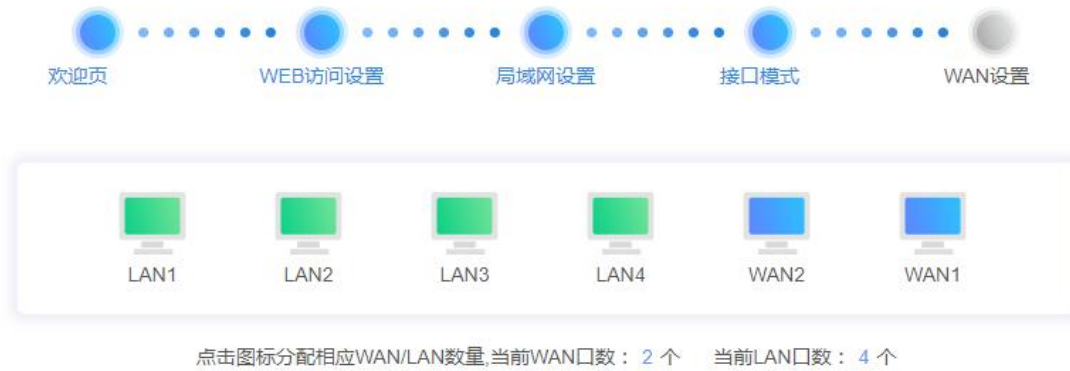 欢迎页 WEB访问设置 局域网设置 接口模式 WAN设置
LAN1 LAN2 LAN3 LAN4 WAN2 WAN1
点击图标分配相应WAN/LAN数量,当前WAN口数： 2 个 当前LAN口数： 4 个